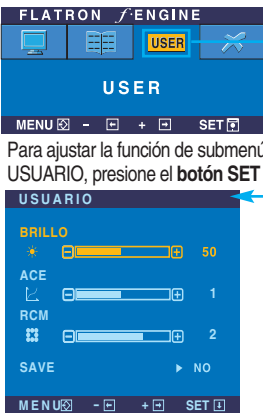 FLATRON ƒ·ENGINE
USER
USER
MENU - + SET
Para ajustar la función de submenú
USUARIO, presione el botón SET
USUARIO
BRILLO
50
ACE
1
RCM
2
SAVE NO
MENU - + SET